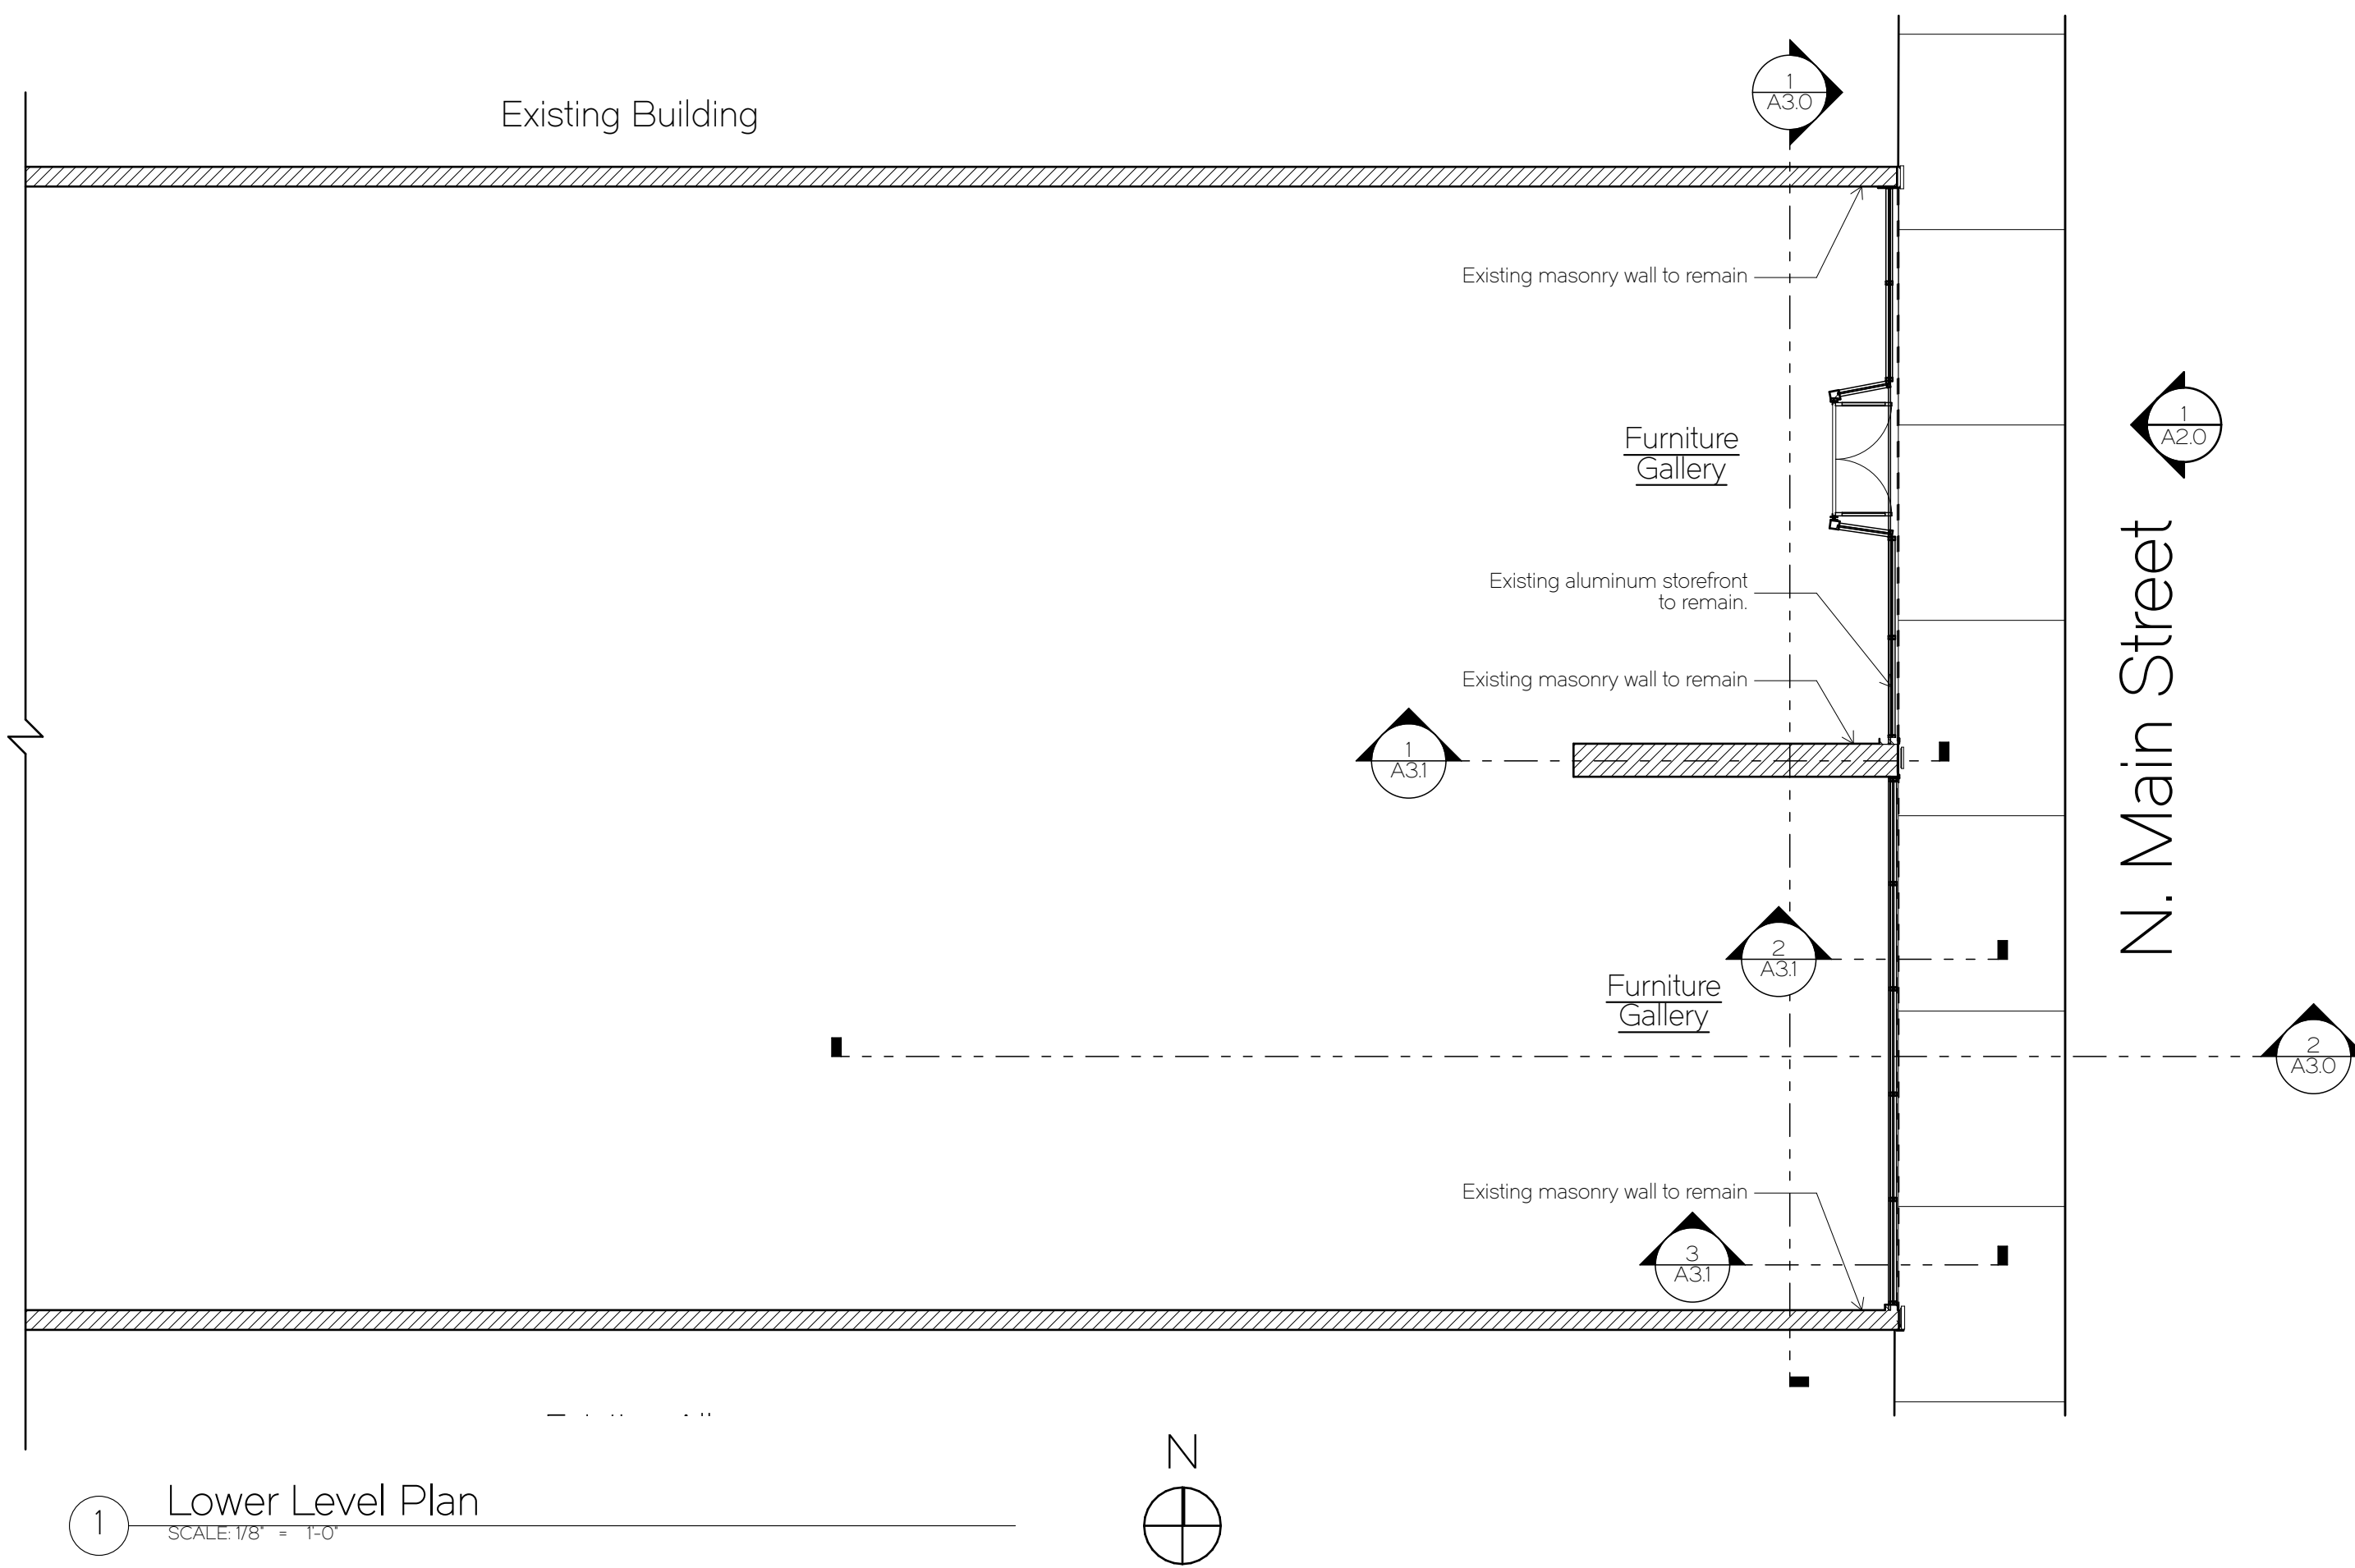 1
A3.0
Existing Building
Existing masonry wall to remain
1
A2.0
Furniture
Gallery
N. Main Street
Existing aluminum storefront
to remain.
Existing masonry wall to remain
1
A3.1
2
A3.1
Furniture
Gallery
2
A3.0
Existing masonry wall to remain
3
A3.1
N
1
Lower Level Plan
SCALE: 1/8" = 1'-0"